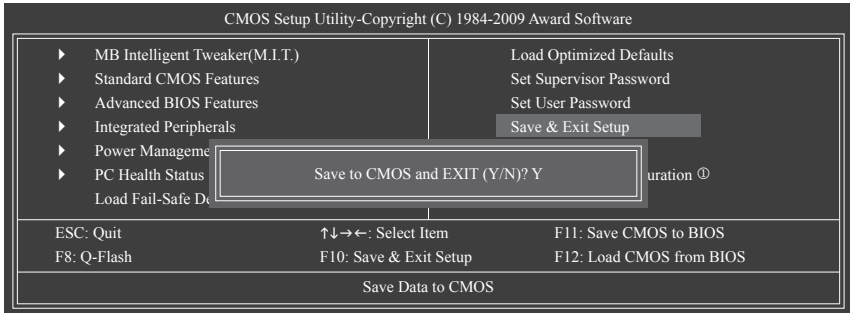 CMOS Setup Utility-Copyright (C) 1984-2009 Award Software
MB Intelligent Tweaker(M.I.T.)
Standard CMOS Features
Advanced BIOS Features
Integrated Peripherals
Power
PC Health Status
Load Fail-Safe
Load Optimized Defaults
Set Supervisor Password
Set User Password
Save & Exit Setup
①
Save to CMOS and EXIT (Y/N)? Y
ESC: Quit
↑↓→←: Select Item
F11: Save CMOS to BIOS
F8: Q-Flash
F10: Save & Exit Setup
F12: Load CMOS from BIOS
Save Data to CMOS